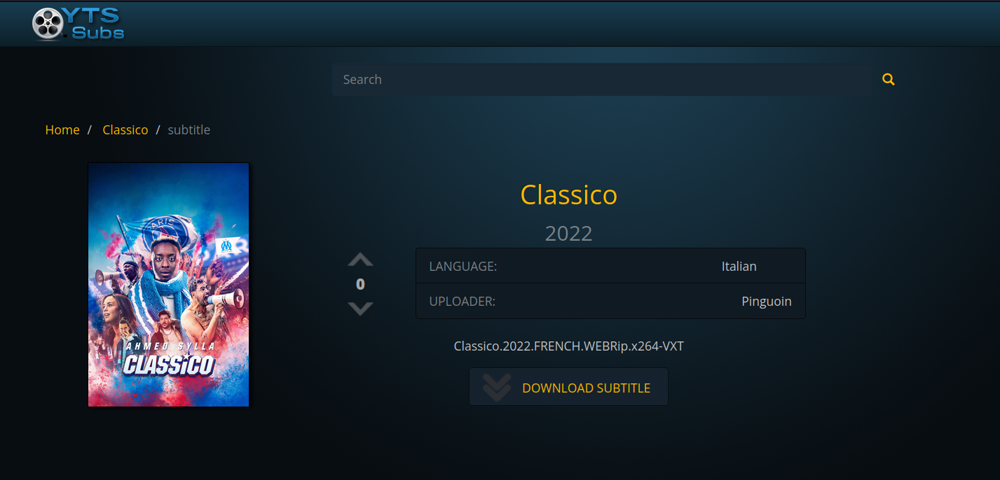 YTS
.Subs
Search
Home / Classico / subtitle
PARIS
AHMED SYLLA
CLASSICO
Classico
2022
0
LANGUAGE: Italian
UPLOADER: Pinguoin
Classico.2022.FRENCH.WEBRip.x264-VXT
DOWNLOAD SUBTITLE